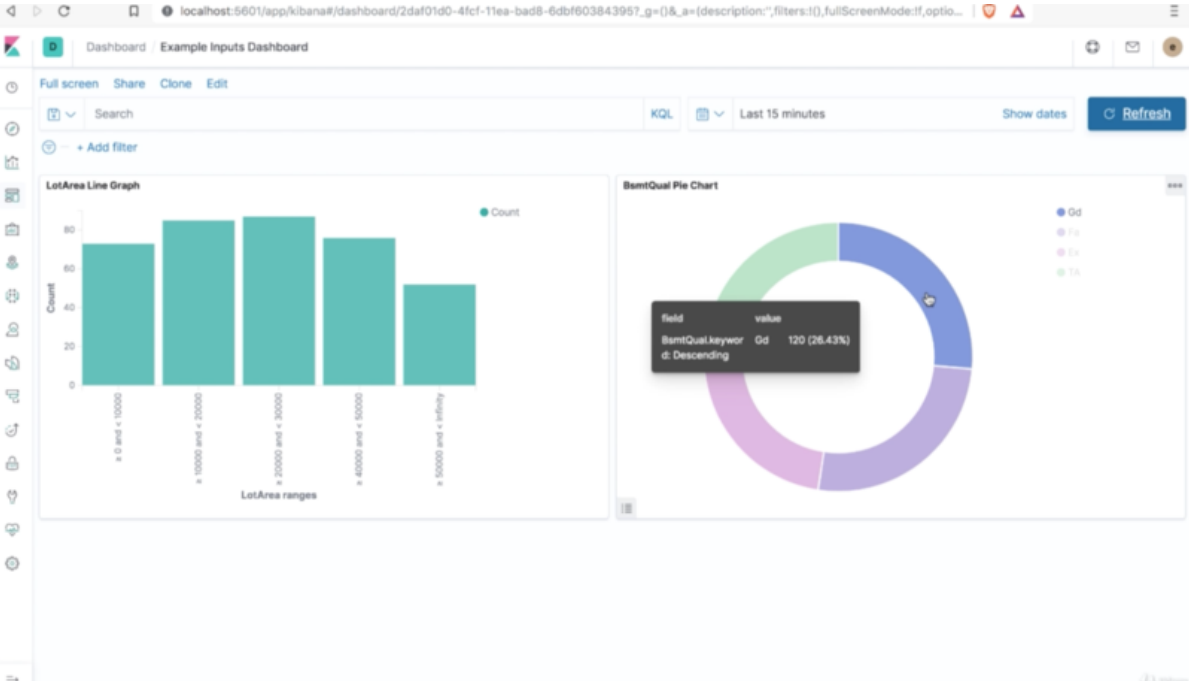 localhost:5601/app/kibana#/dashboard/2daf01d0-4fcf-11ea-bad8-6dbf60384395?_g=()&_a=(description:'',filters:!(),fullScreenMode:!f,optio...
D Dashboard / Example Inputs Dashboard e
Full screen Share Clone Edit
Search KQL Last 15 minutes Show dates Refresh
+ Add filter
LotArea Line Graph
Count
80
60
40
20
0
Count
≥ 0 and < 10000
≥ 10000 and < 20000
≥ 20000 and < 30000
≥ 40000 and < 50000
≥ 50000 and < Infinity
LotArea ranges
BsmtQual Pie Chart
Gd
Fa
Ex
TA
field value
BsmtQual.keywor Gd 120 (26.43%)
d: Descending